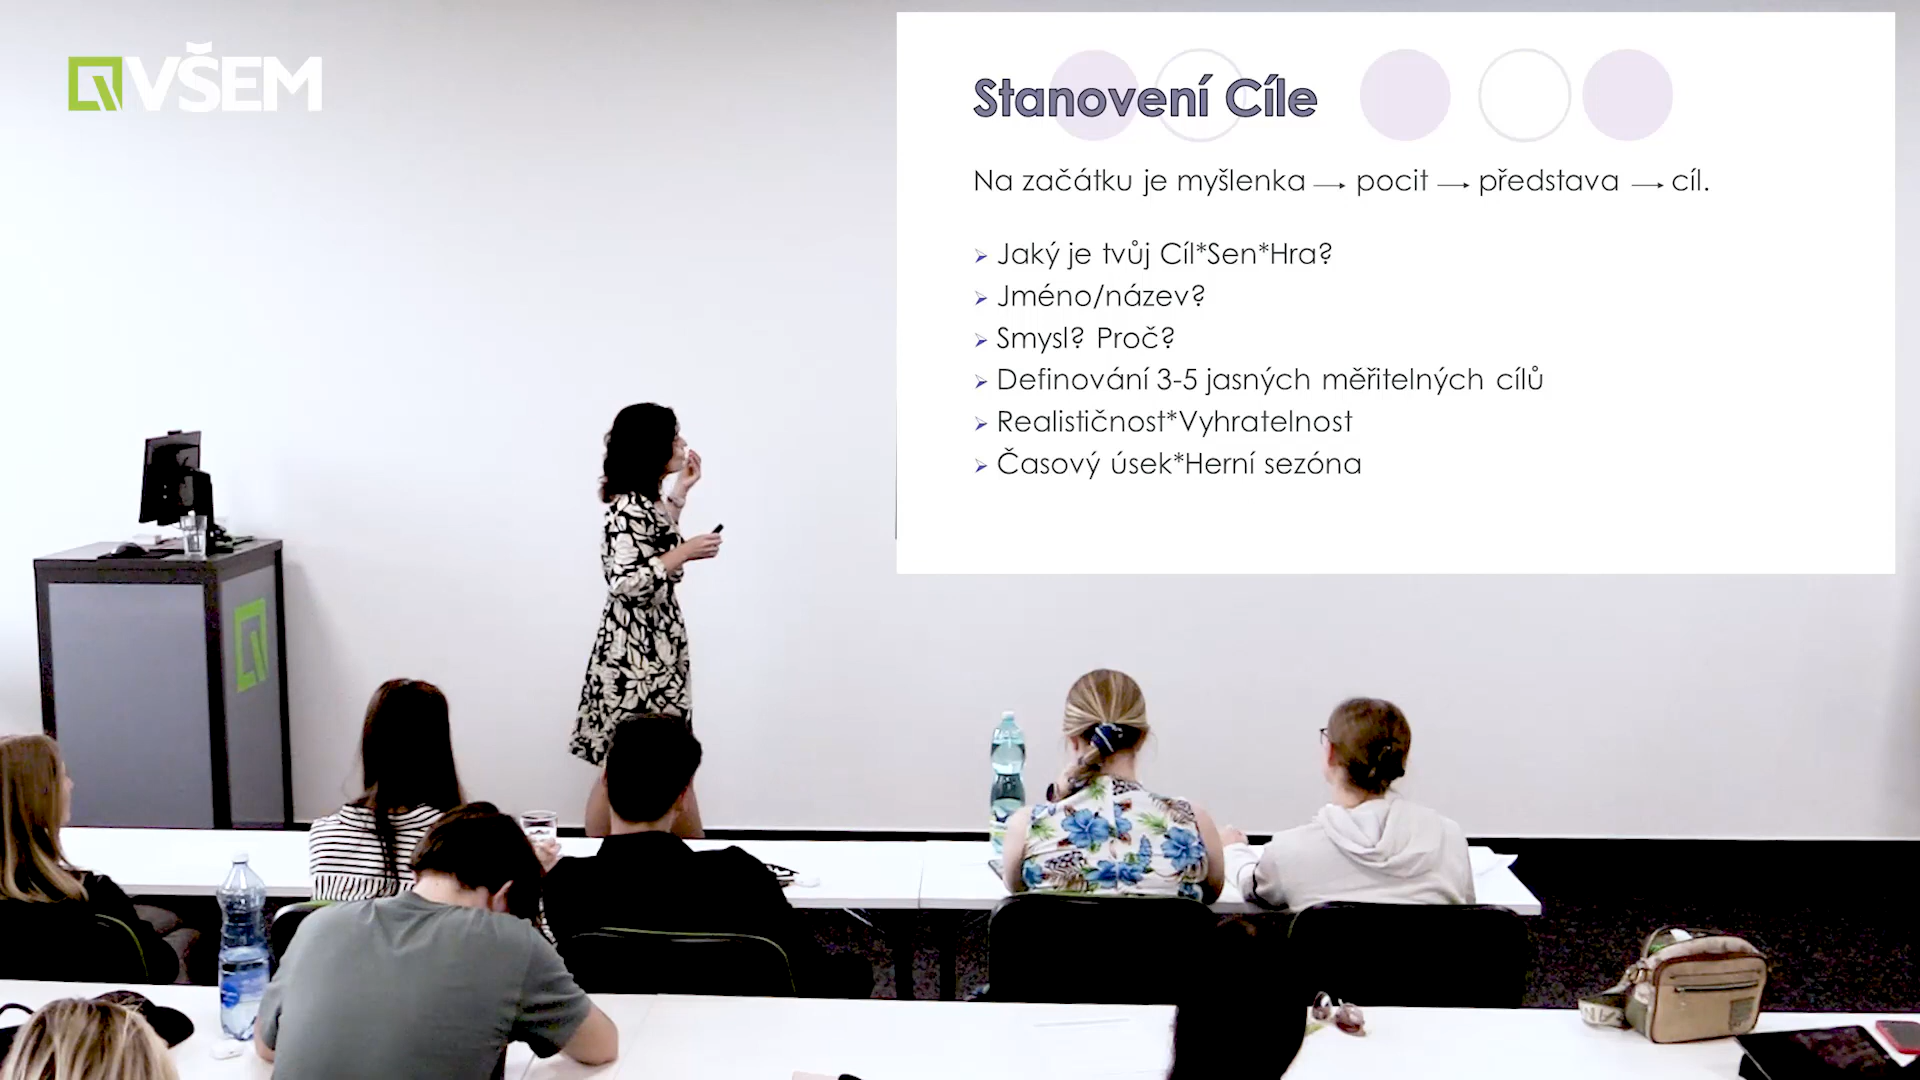 VŠEM
Stanovení Cíle
Na začátku je myšlenka → pocit → představa → cíl.
Jaký je tvůj Cíl*Sen*Hra?
Jméno/název?
Smysl? Proč?
Definování 3-5 jasných měřitelných cílů
Realističnost*Vyhratelnost
Časový úsek*Herní sezóna